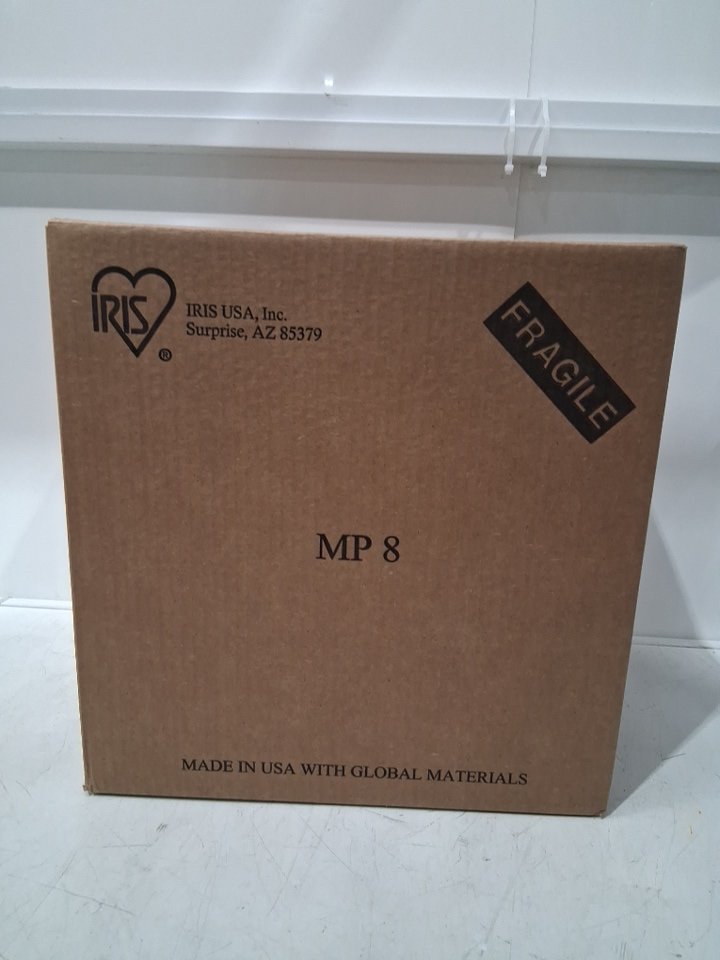 IRIS
®
IRIS USA, Inc.
Surprise, AZ 85379
FRAGILE
MP 8
MADE IN USA WITH GLOBAL MATERIALS